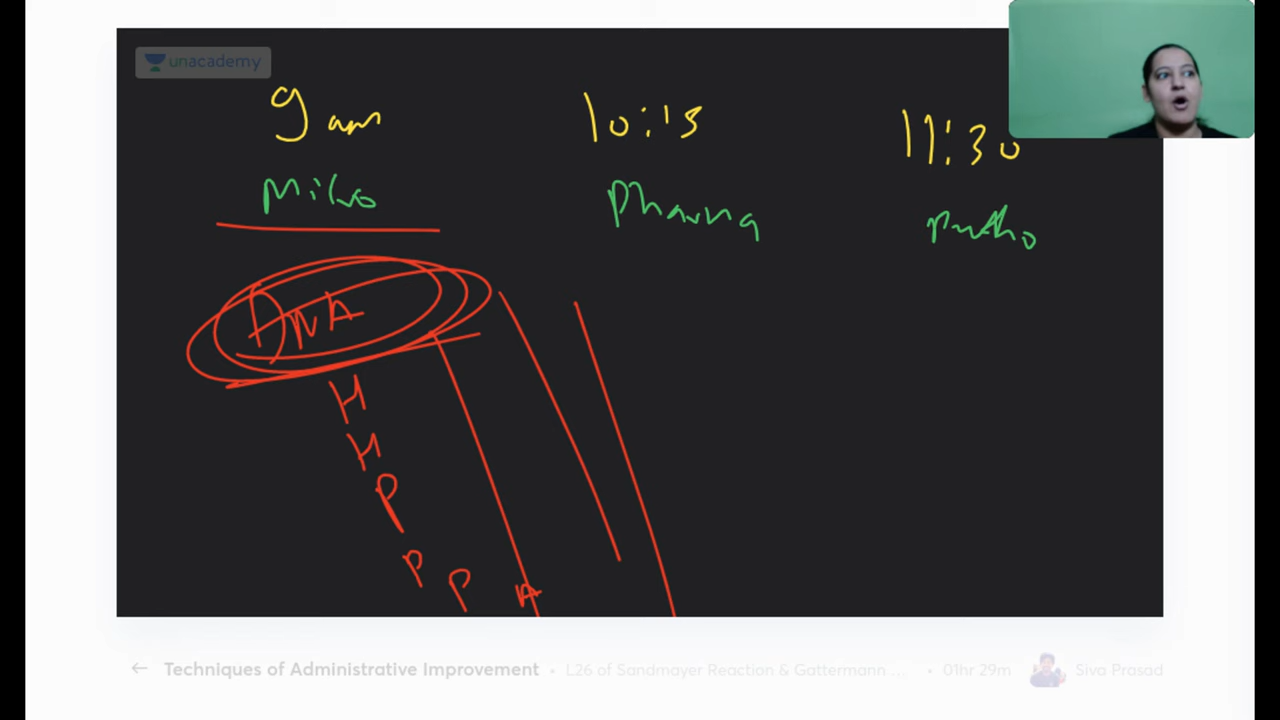 unacademy
9 am 10:15 11:30
Micro Pharma Patho
DNA
H
H
P
P
P A
← Techniques of Administrative Improvement • L26 of Sandmayer Reaction & Gattermann.... • 01hr 29m Siva Prasad